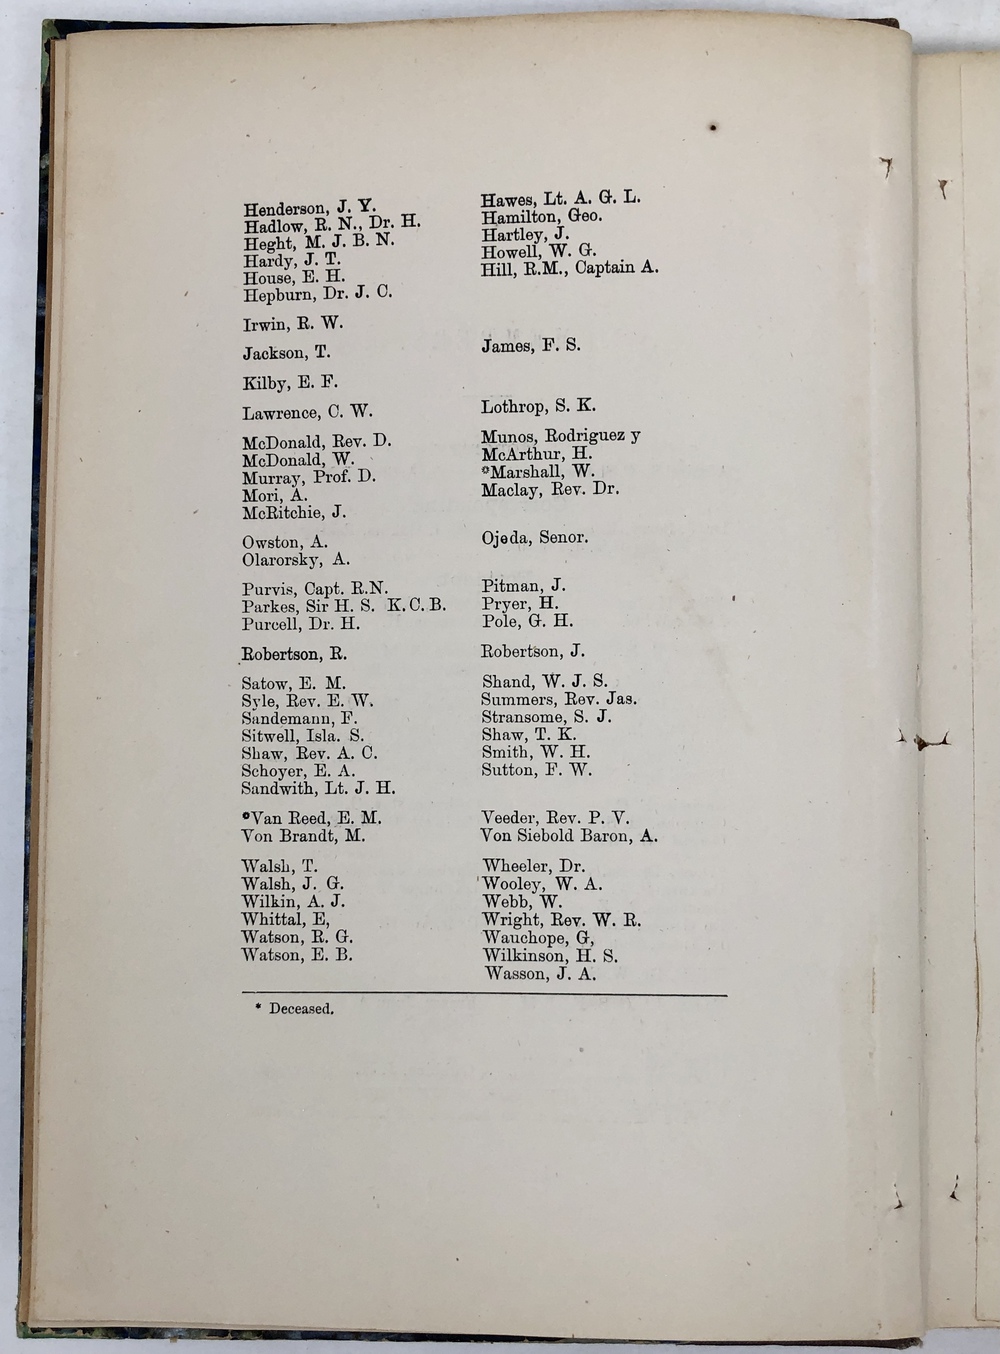 Henderson, J. Y.
Hadlow, R. N., Dr. H.
Heght, M. J. B. N.
Hardy, J. T.
House, E. H.
Hepburn, Dr. J. C.
Irwin, R. W.
Jackson, T.
Kilby, E. F.
Lawrence, C. W.
McDonald, Rev. D.
McDonald, W.
Murray, Prof. D.
Mori, A.
McRitchie, J.
Owston, A.
Olarorsky, A.
Purvis, Capt. R.N.
Parkes, Sir H. S. K.C.B.
Purcell, Dr. H.
Robertson, R.
Satow, E. M.
Syle, Rev. E. W.
Sandemann, F.
Sitwell, Isla. S.
Shaw, Rev. A. C.
Schoyer, E. A.
Sandwith, Lt. J. H.
*Van Reed, E. M.
Von Brandt, M.
Walsh, T.
Walsh, J. G.
Wilkin, A. J.
Whittal, E,
Watson, R. G.
Watson, E. B.
Hawes, Lt. A. G. L.
Hamilton, Geo.
Hartley, J.
Howell, W. G.
Hill, R.M., Captain A.
James, F. S.
Lothrop, S. K.
Munos, Rodriguez y
McArthur, H.
*Marshall, W.
Maclay, Rev. Dr.
Ojeda, Senor.
Pitman, J.
Pryer, H.
Pole, G. H.
Robertson, J.
Shand, W. J. S.
Summers, Rev. Jas.
Stransome, S. J.
Shaw, T. K.
Smith, W. H.
Sutton, F. W.
Veeder, Rev. P. V.
Von Siebold Baron, A.
Wheeler, Dr.
Wooley, W. A.
Webb, W.
Wright, Rev. W. R.
Wauchope, G,
Wilkinson, H. S.
Wasson, J. A.
* Deceased.